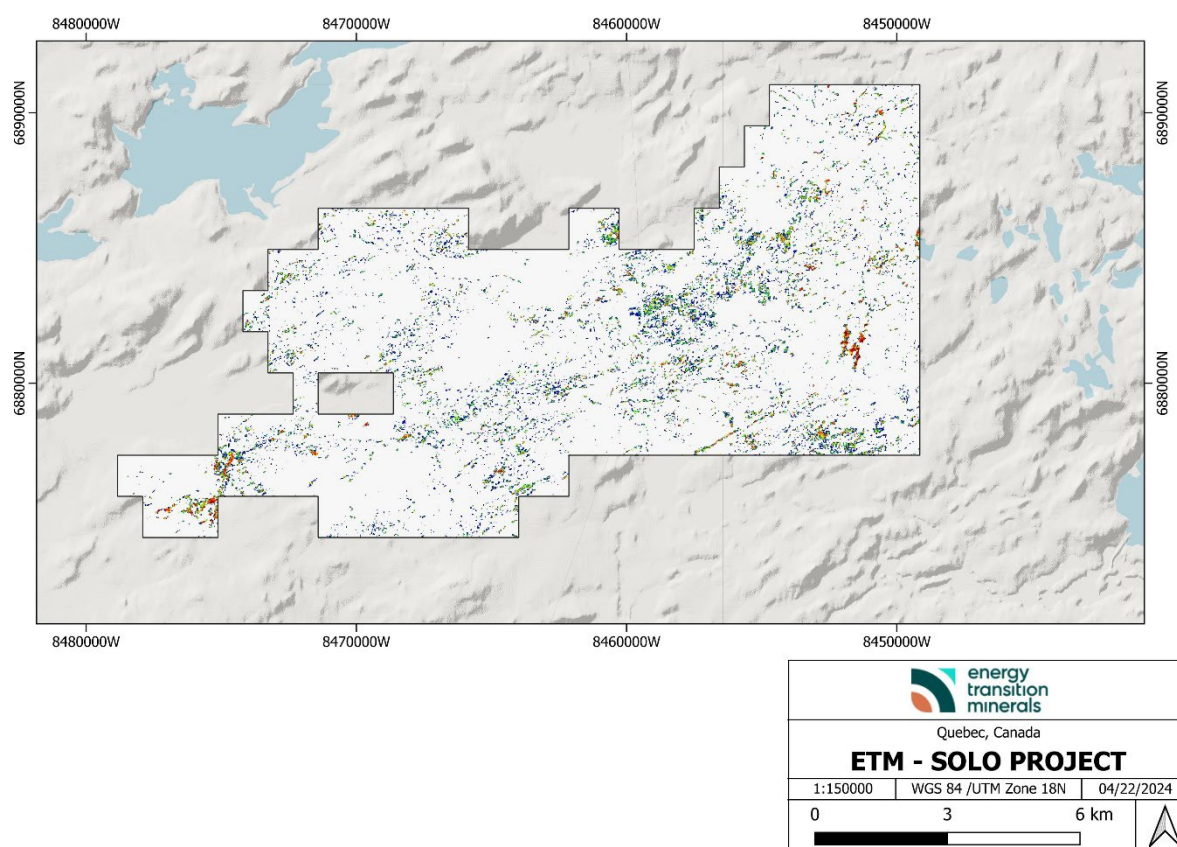 8480000W 8470000W 8460000W 8450000W
6890000N 6890000N
6880000N 6880000N
8480000W 8470000W 8460000W 8450000W
energy
transition
minerals
Quebec, Canada
ETM - SOLO PROJECT
1:150000 WGS 84 /UTM Zone 18N 04/22/2024
0 3 6 km